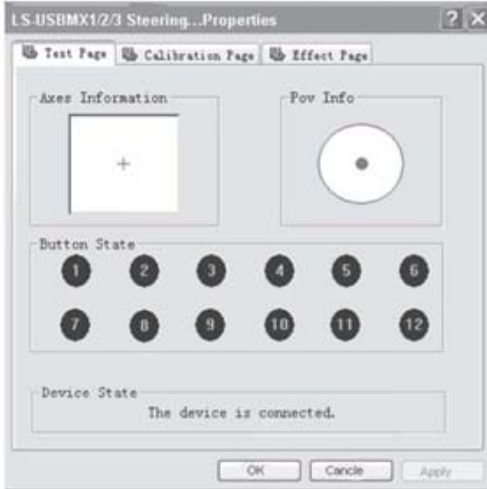 LS-USBMX1/2/3 Steering...Properties
Test Page Calibration Page Effect Page
Axes Information Pov Info
Button State
1 2 3 4 5 6
7 8 9 10 11 12
Device State
The device is connected.
OK Cancle Apply